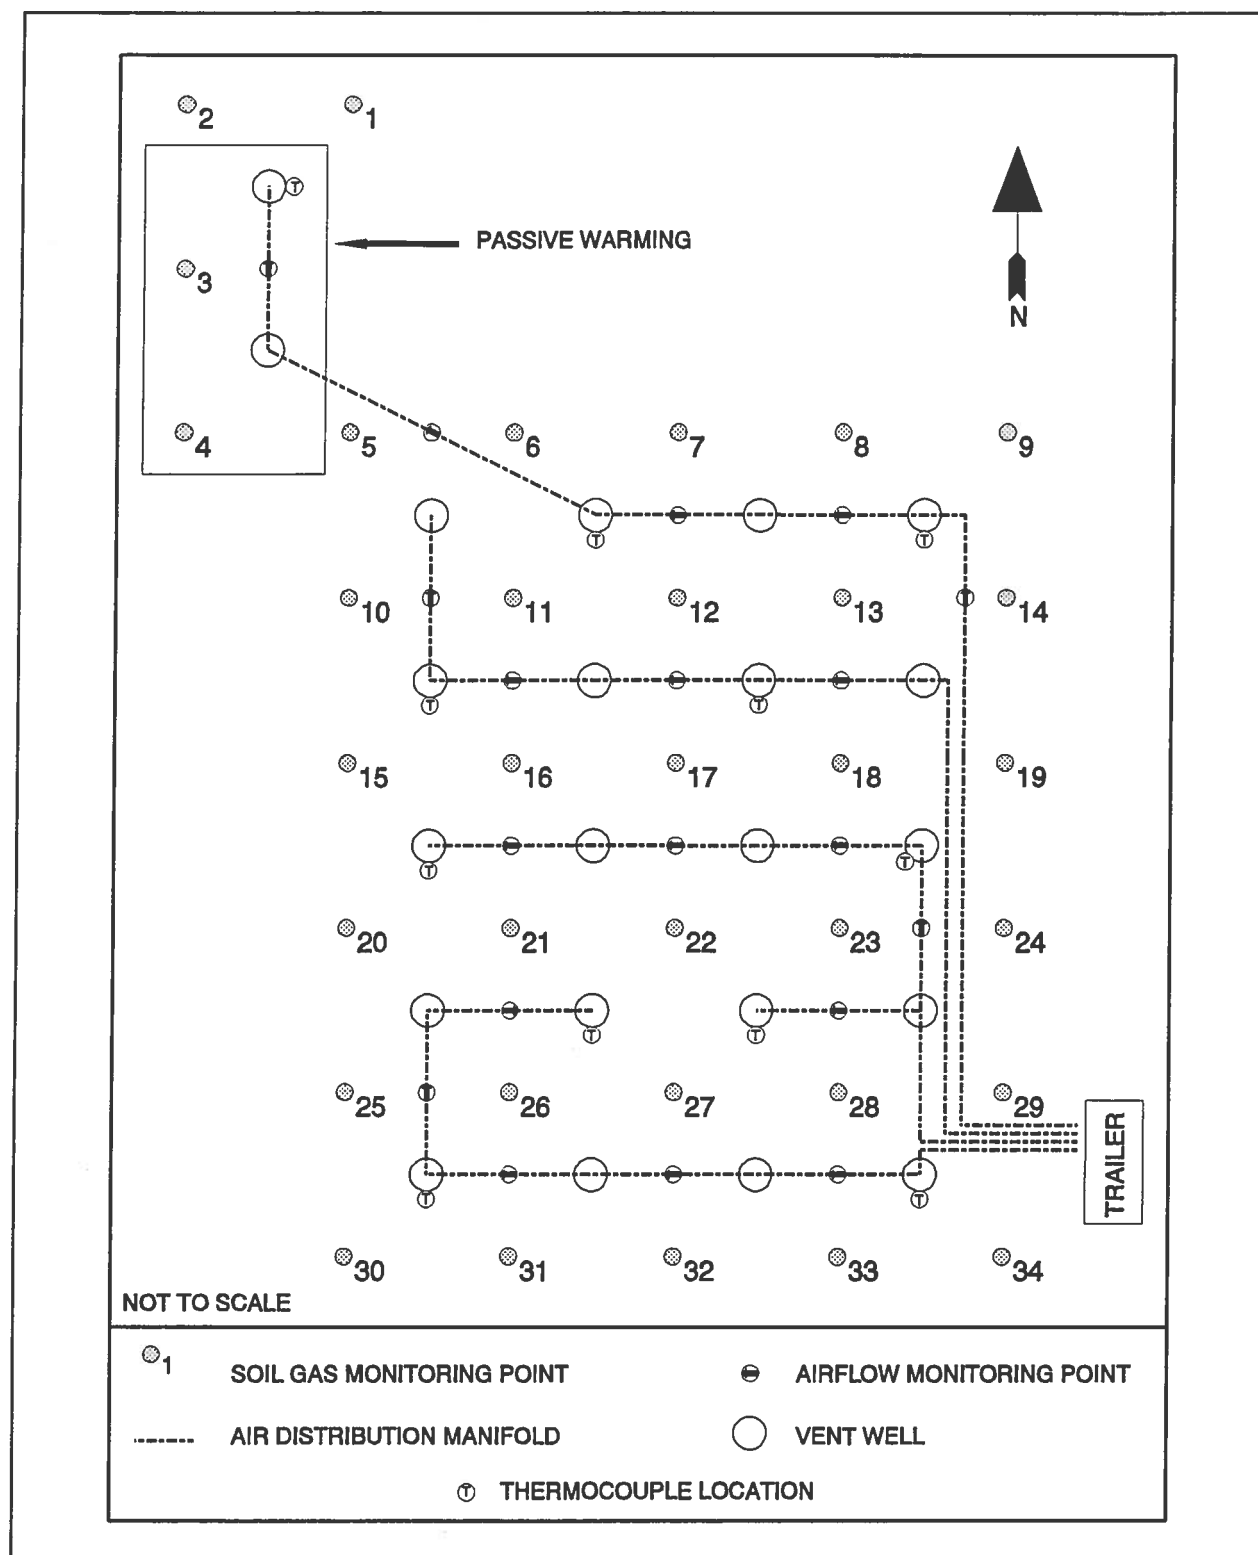 2 1
T
PASSIVE WARMING
3
N
4 5 6 7 8 9
T T
10 11 12 13 14
T T
15 16 17 18 19
T T
20 21 22 23 24
T T
25 26 27 28 29
TRAILER
T T
30 31 32 33 34
NOT TO SCALE
1 SOIL GAS MONITORING POINT AIRFLOW MONITORING POINT
AIR DISTRIBUTION MANIFOLD VENT WELL
T THERMOCOUPLE LOCATION